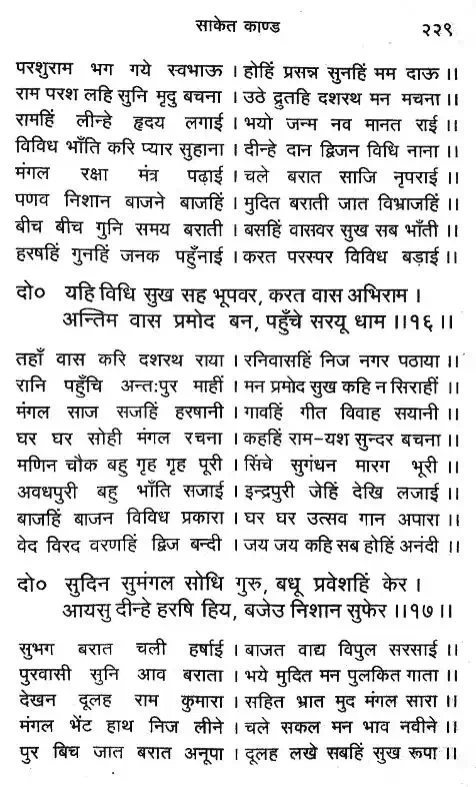 साकेत काण्ड २२९
परशुराम भग गये स्वभाऊ । होहिं प्रसन्न सुनहिं मम दाऊ ॥
राम परश लहि सुनि मृदु बचना । उठे द्रुतहि दशरथ मन मचना ॥
रामहिं लीन्हे हृदय लगाई । भयो जन्म नव मानत राई ॥
विविध भाँति करि प्यार सुहाना । दीन्हे दान द्विजन विधि नाना ॥
मंगल रक्षा मंत्र पढ़ाई । चले बरात साजि नृपराई ॥
पणव निशान बाजने बाजहिं । मुदित बराती जात विभ्राजहिं ॥
बीच बीच गुनि समय बराती । बसहिं वासवर सुख सब भाँती ॥
हरषहिं गुनहिं जनक पहुँनाई । करत परस्पर विविध बड़ाई ॥
दो० यहि विधि सुख सह भूपवर, करत वास अभिराम ।
अन्तिम वास प्रमोद बन, पहुँचे सरयू धाम ॥१६॥
तहाँ वास करि दशरथ राया । रनिवासहिं निज नगर पठाया ॥
रानि पहुँचि अन्त:पुर माहीं । मन प्रमोद सुख कहि न सिराहीं ॥
मंगल साज सजहिं हरषानी । गावहिं गीत विवाह सयानी ॥
घर घर सोही मंगल रचना । कहहिं राम-यश सुन्दर बचना ॥
मणिन चौक बहु गृह गृह पूरी । सिंचे सुगंधन मारग भूरी ॥
अवधपुरी बहु भाँति सजाई । इन्द्रपुरी जेहिं देखि लजाई ॥
बाजहिं बाजन विविध प्रकारा । घर घर उत्सव गान अपारा ॥
वेद विरद वरणहिं द्विज बन्दी । जय जय कहि सब होहिं अनंदी ॥
दो० सुदिन सुमंगल सोधि गुरु, बधू प्रवेशहिं केर ।
आयसु दीन्हे हरषि हिय, बजेउ निशान सुफेर ॥१७॥
सुभग बरात चली हर्षाई । बाजत वाद्य विपुल सरसाई ॥
पुरवासी सुनि आव बराता । भये मुदित मन पुलकित गाता ॥
देखन दूलह राम कुमारा । सहित भ्रात मुद मंगल सारा ॥
मंगल भेंट हाथ निज लीने । चले सकल मन भाव नवीने ॥
पुर बिच जात बरात अनूपा । दूलह लखे सबहिं सुख रूपा ॥